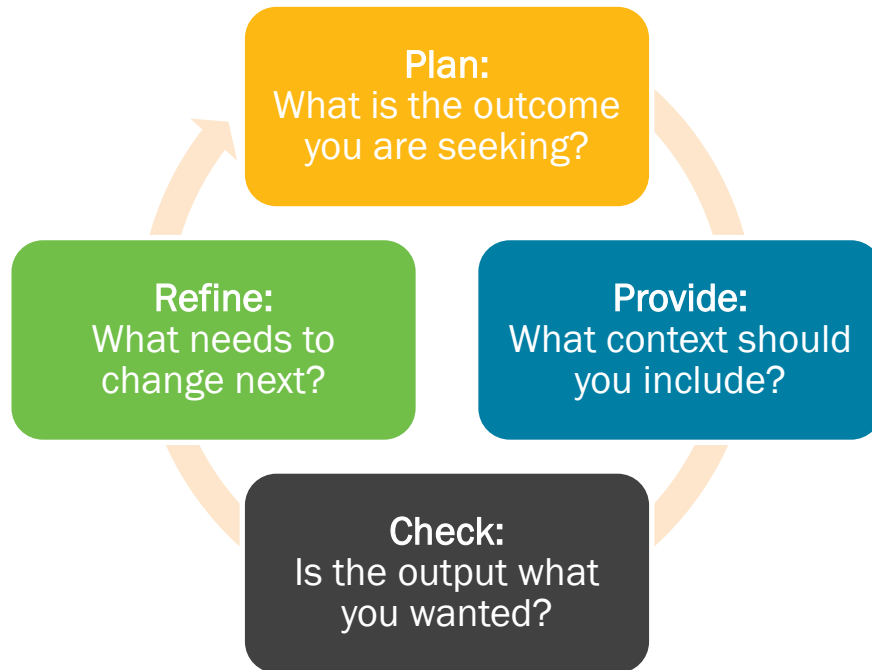 Plan:
What is the outcome
you are seeking?
Provide:
What context should
you include?
Check:
Is the output what
you wanted?
Refine:
What needs to
change next?